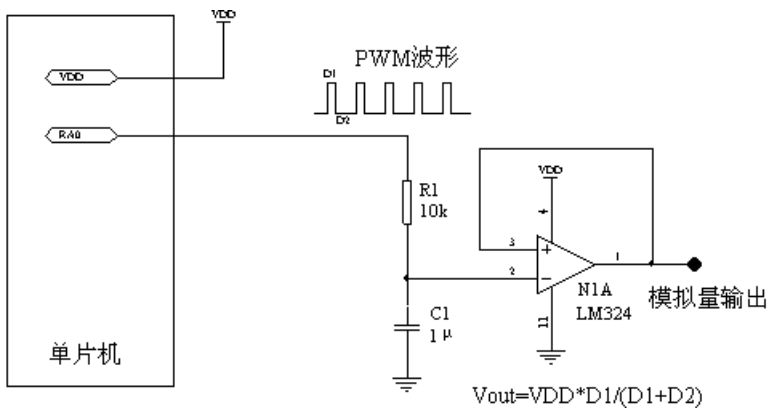 VDD
PWM波形
VDD
D1
D2
RA0
VDD
R1
10k
4
3
+
1
2
−
N1A
LM324
模拟量输出
C1
1μ
11
单片机
Vout=VDD*D1/(D1+D2)